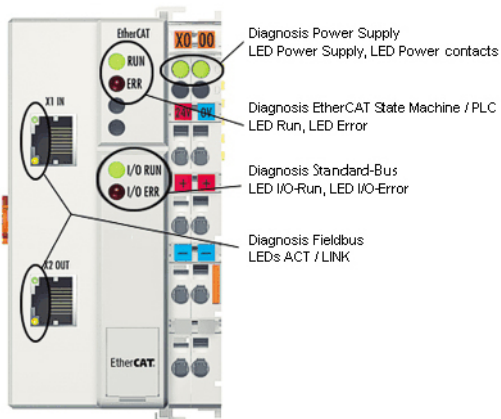 EtherCAT
RUN
ERR
X1 IN
I/O RUN
I/O ERR
X2 OUT
EtherCAT.
X0 00
24V 0V
+ +
Diagnosis Power Supply
LED Power Supply, LED Power contacts
Diagnosis EtherCAT State Machine / PLC
LED Run, LED Error
Diagnosis Standard-Bus
LED I/O-Run, LED I/O-Error
Diagnosis Fieldbus
LEDs ACT / LINK